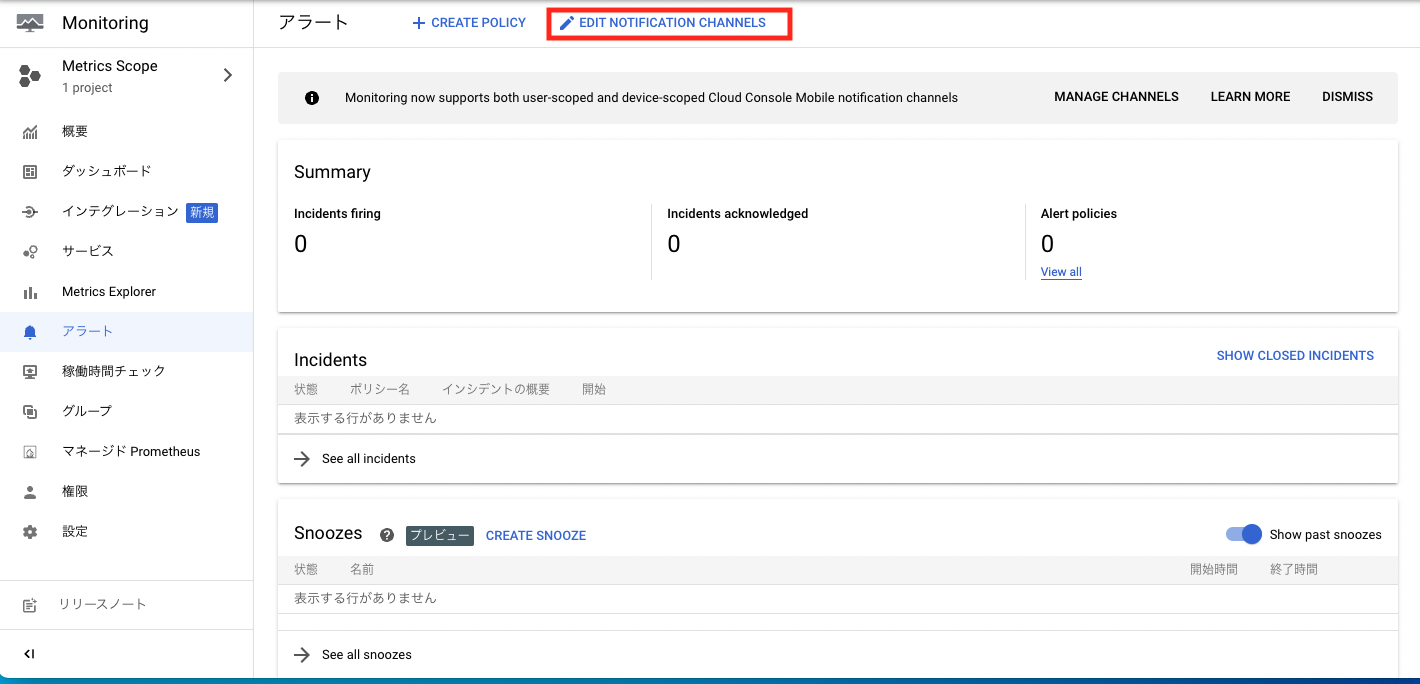 Monitoring
Metrics Scope
1 project
概要
ダッシュボード
インテグレーション 新規
サービス
Metrics Explorer
アラート
稼働時間チェック
グループ
マネージド Prometheus
権限
設定
リリースノート
アラート CREATE POLICY EDIT NOTIFICATION CHANNELS
Monitoring now supports both user-scoped and device-scoped Cloud Console Mobile notification channels MANAGE CHANNELS LEARN MORE DISMISS
Summary
Incidents firing Incidents acknowledged Alert policies
0 0 0
View all
Incidents SHOW CLOSED INCIDENTS
状態 ポリシー名 インシデントの概要 開始
表示する行がありません
See all incidents
Snoozes プレビュー CREATE SNOOZE Show past snoozes
状態 名前 開始時間 終了時間
表示する行がありません
See all snoozes